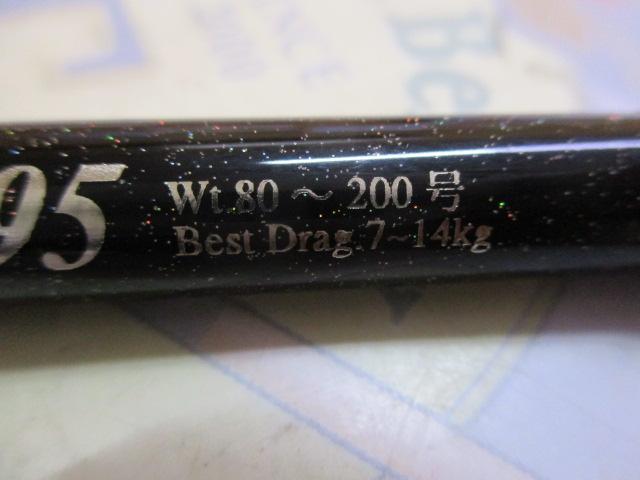 95
Wt.80 ～ 200 号
Best Drag.7~14kg